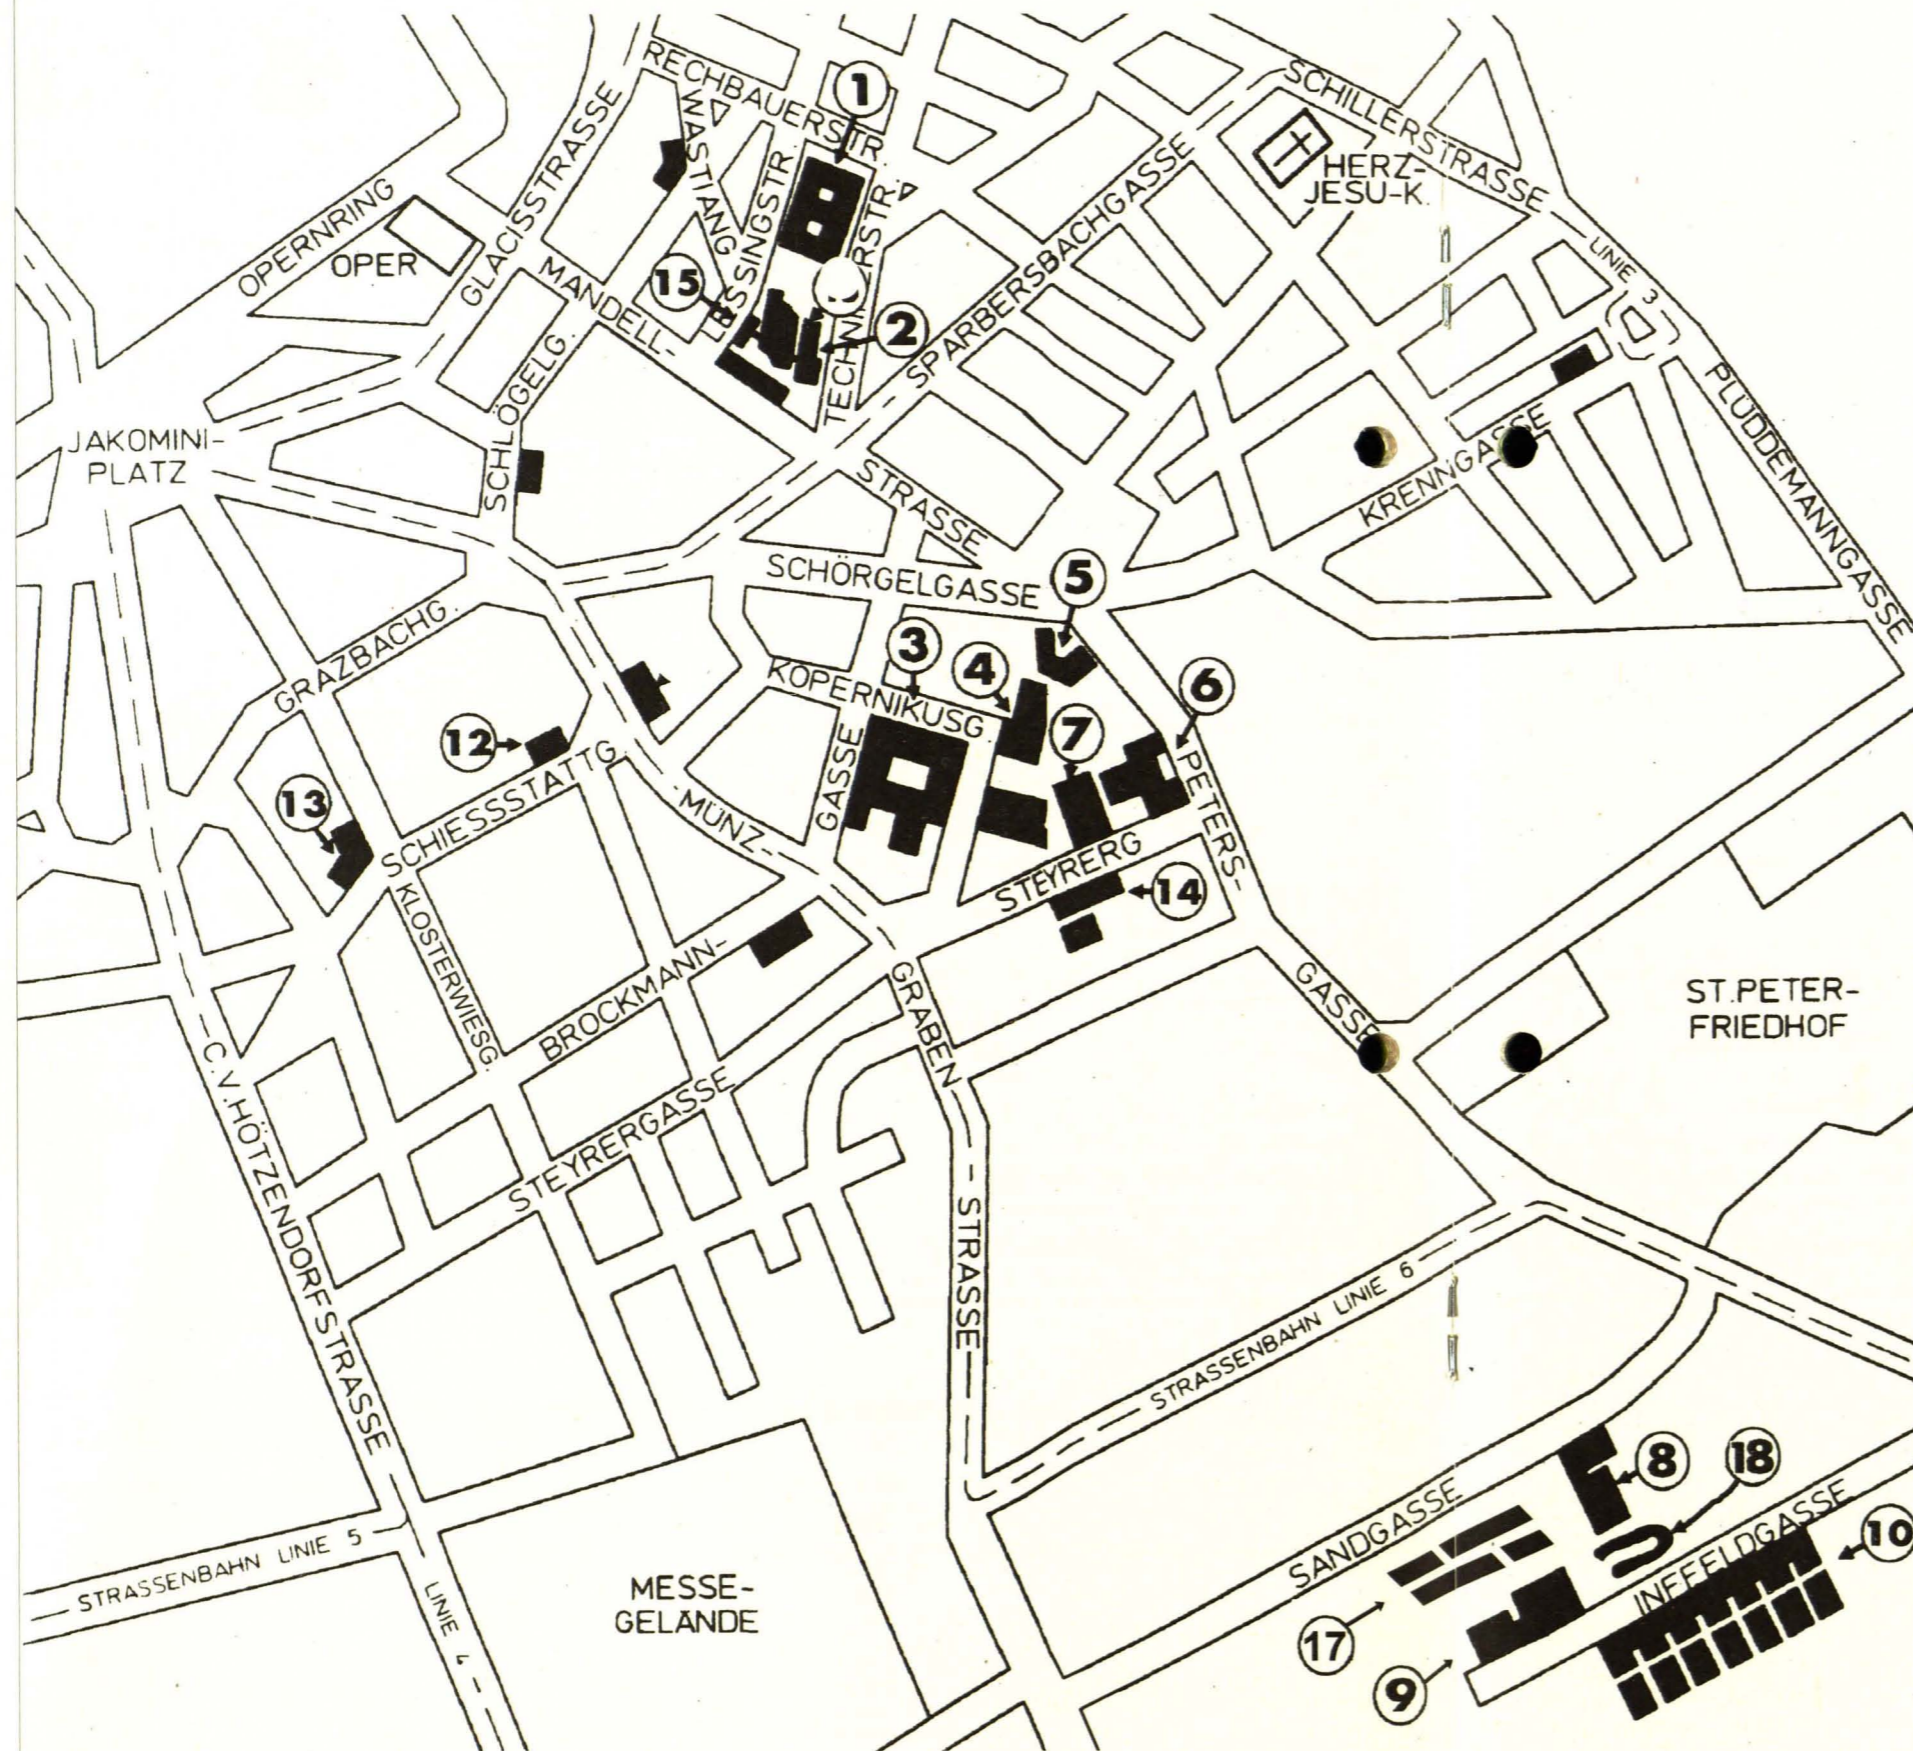 RECHBAUERSTR.
1
SCHILLERSTRASSE
WASTIANG.
GLACISSTRASSE
HERZ-
JESU-K.
OPERNRING
OPER
LESSINGSTR.
15
2
TECHNIKERSTR.
SPARBERSBACHGASSE
MANDELL-
STRASSE
LINIE 3
SCHLÖGELG.
JAKOMINI-
PLATZ
PLÜDDEMANNGASSE
KRENNGASSE
SCHÖRGELGASSE
5
GRAZBACHG.
3
4
KOPERNIKUSG.
6
7
12
13
SCHIESSSTATTG.
MÜNZ-
GRABEN
- STRASSE
GASSE
PETERS-
GASSE
STEYRERG
14
KLOSTERWIESG.
BROCKMANN-
STEYRERGASSE
C.V.HÖTZENDORFSTRASSE
ST.PETER-
FRIEDHOF
STRASSENBAHN LINIE 6
STRASSENBAHN LINIE 5
LINIE 4
MESSE-
GELÄNDE
SANDGASSE
8
18
INFFELDGASSE
10
17
9